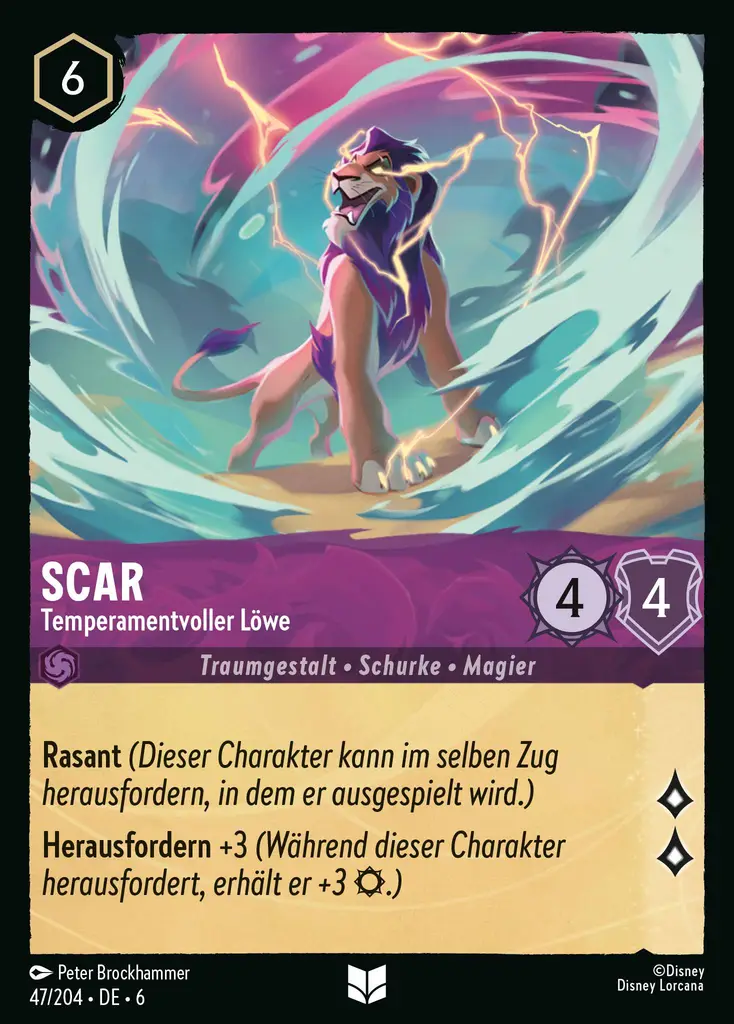 6
SCAR
Temperamentvoller Löwe
4
4
Traumgestalt • Schurke • Magier
Rasant (Dieser Charakter kann im selben Zug
herausfordern, in dem er ausgespielt wird.)
Herausfordern +3 (Während dieser Charakter
herausfordert, erhält er +3 .)
Peter Brockhammer
47/204 • DE • 6
©Disney
Disney Lorcana